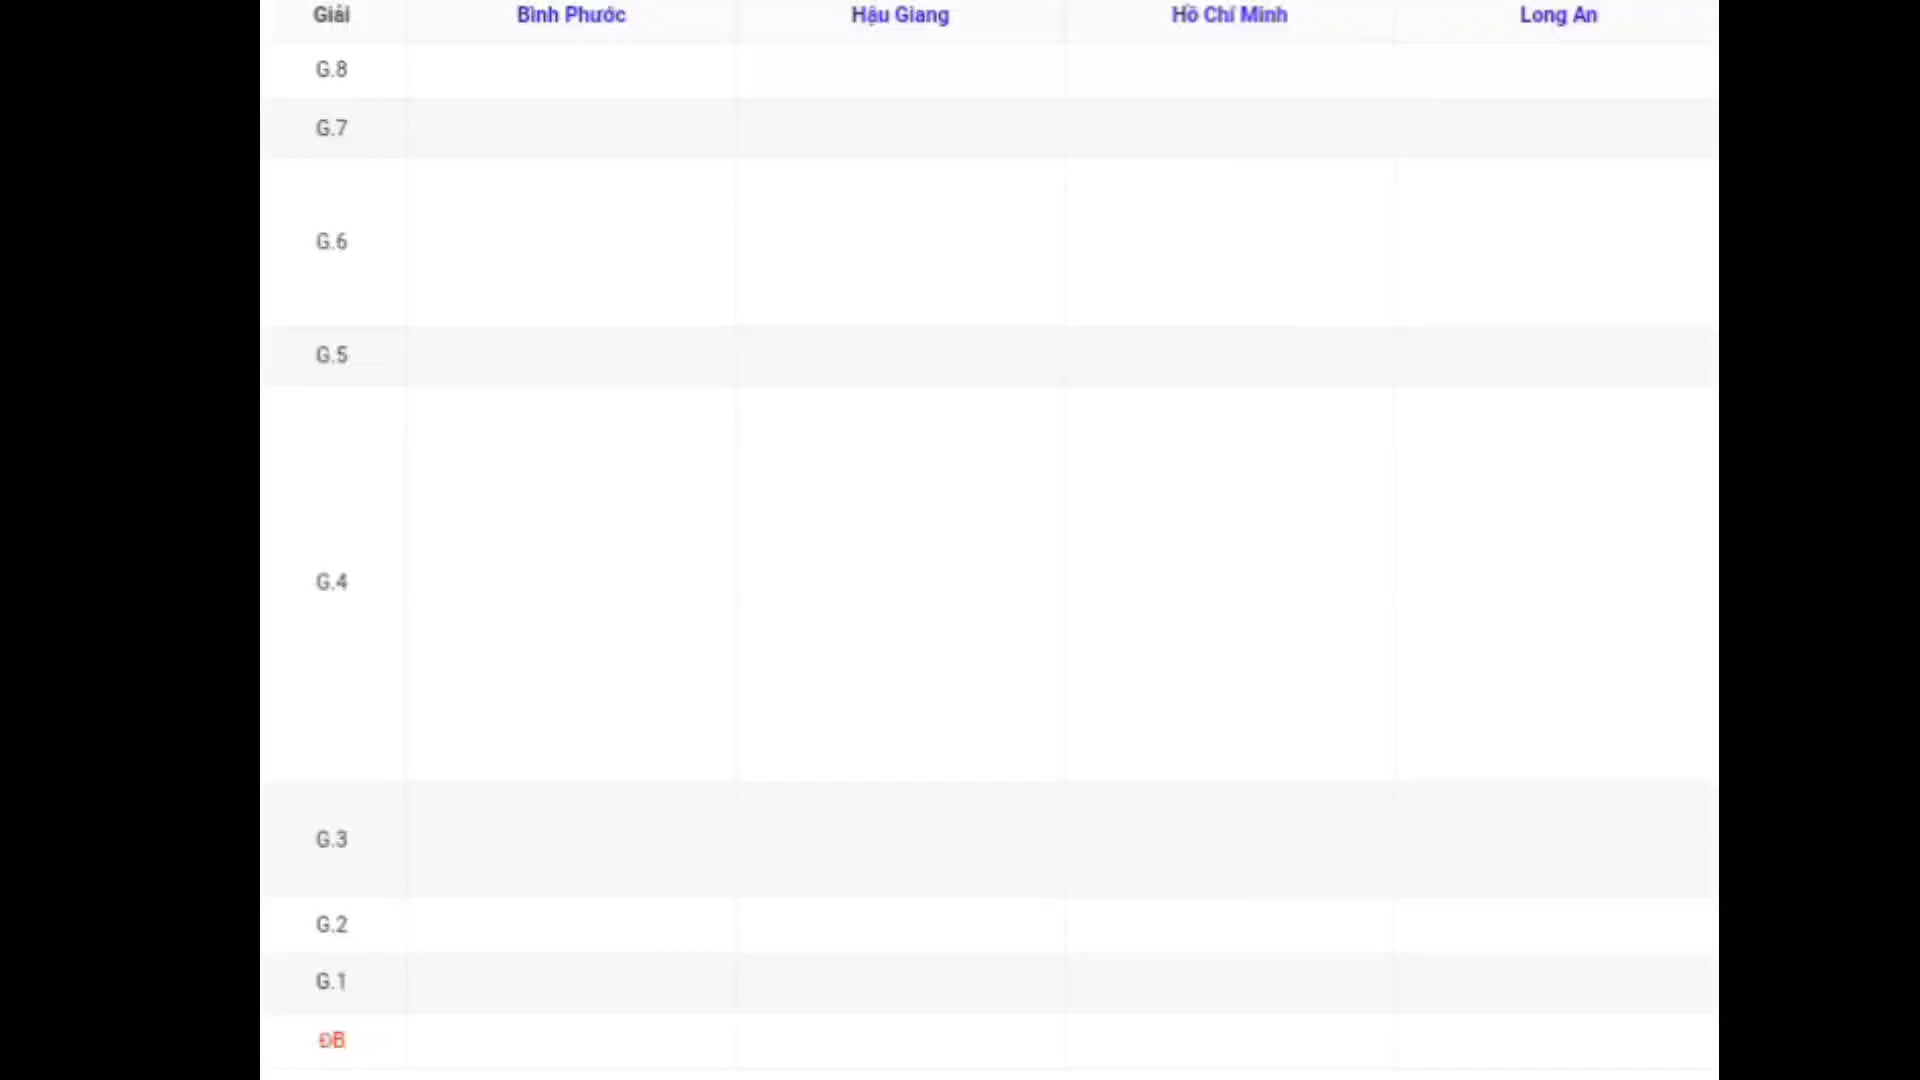 Giải Bình Phước Hậu Giang Hồ Chí Minh Long An
G.8
G.7
G.6
G.5
G.4
G.3
G.2
G.1
ĐB